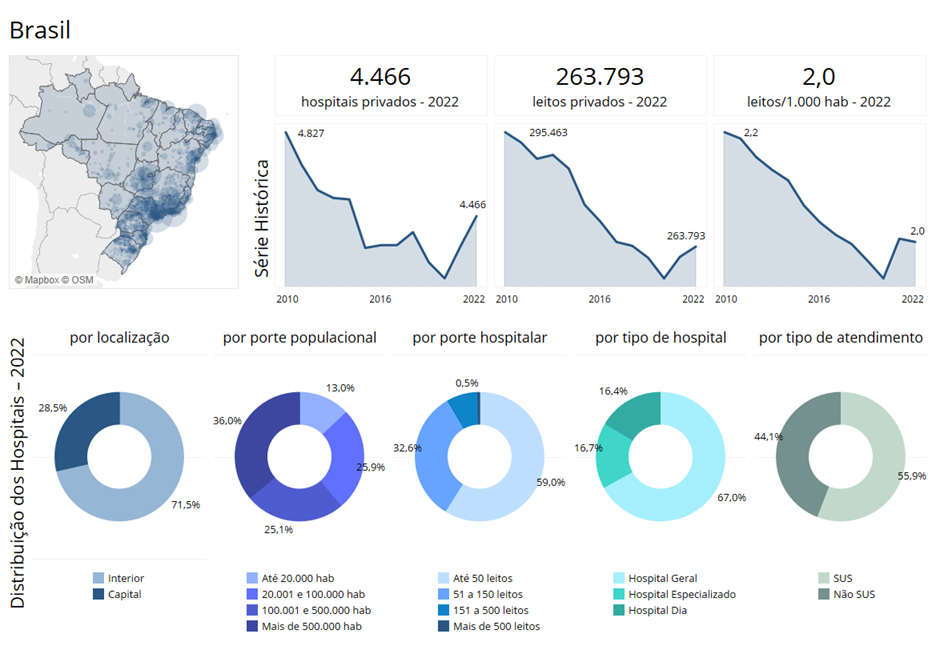 Brasil
© Mapbox © OSM
4.466
hospitais privados - 2022
263.793
leitos privados - 2022
2,0
leitos/1.000 hab - 2022
Série Histórica
4.827
4.466
2010
2016
2022
295.463
263.793
2010
2016
2022
2,2
2,0
2010
2016
2022
Distribuição dos Hospitais – 2022
por localização
28,5%
71,5%
Interior
Capital
por porte populacional
13,0%
36,0%
25,9%
25,1%
Até 20.000 hab
20.001 e 100.000 hab
100.001 e 500.000 hab
Mais de 500.000 hab
por porte hospitalar
0,5%
32,6%
59,0%
Até 50 leitos
51 a 150 leitos
151 a 500 leitos
Mais de 500 leitos
por tipo de hospital
16,4%
16,7%
67,0%
Hospital Geral
Hospital Especializado
Hospital Dia
por tipo de atendimento
44,1%
55,9%
SUS
Não SUS